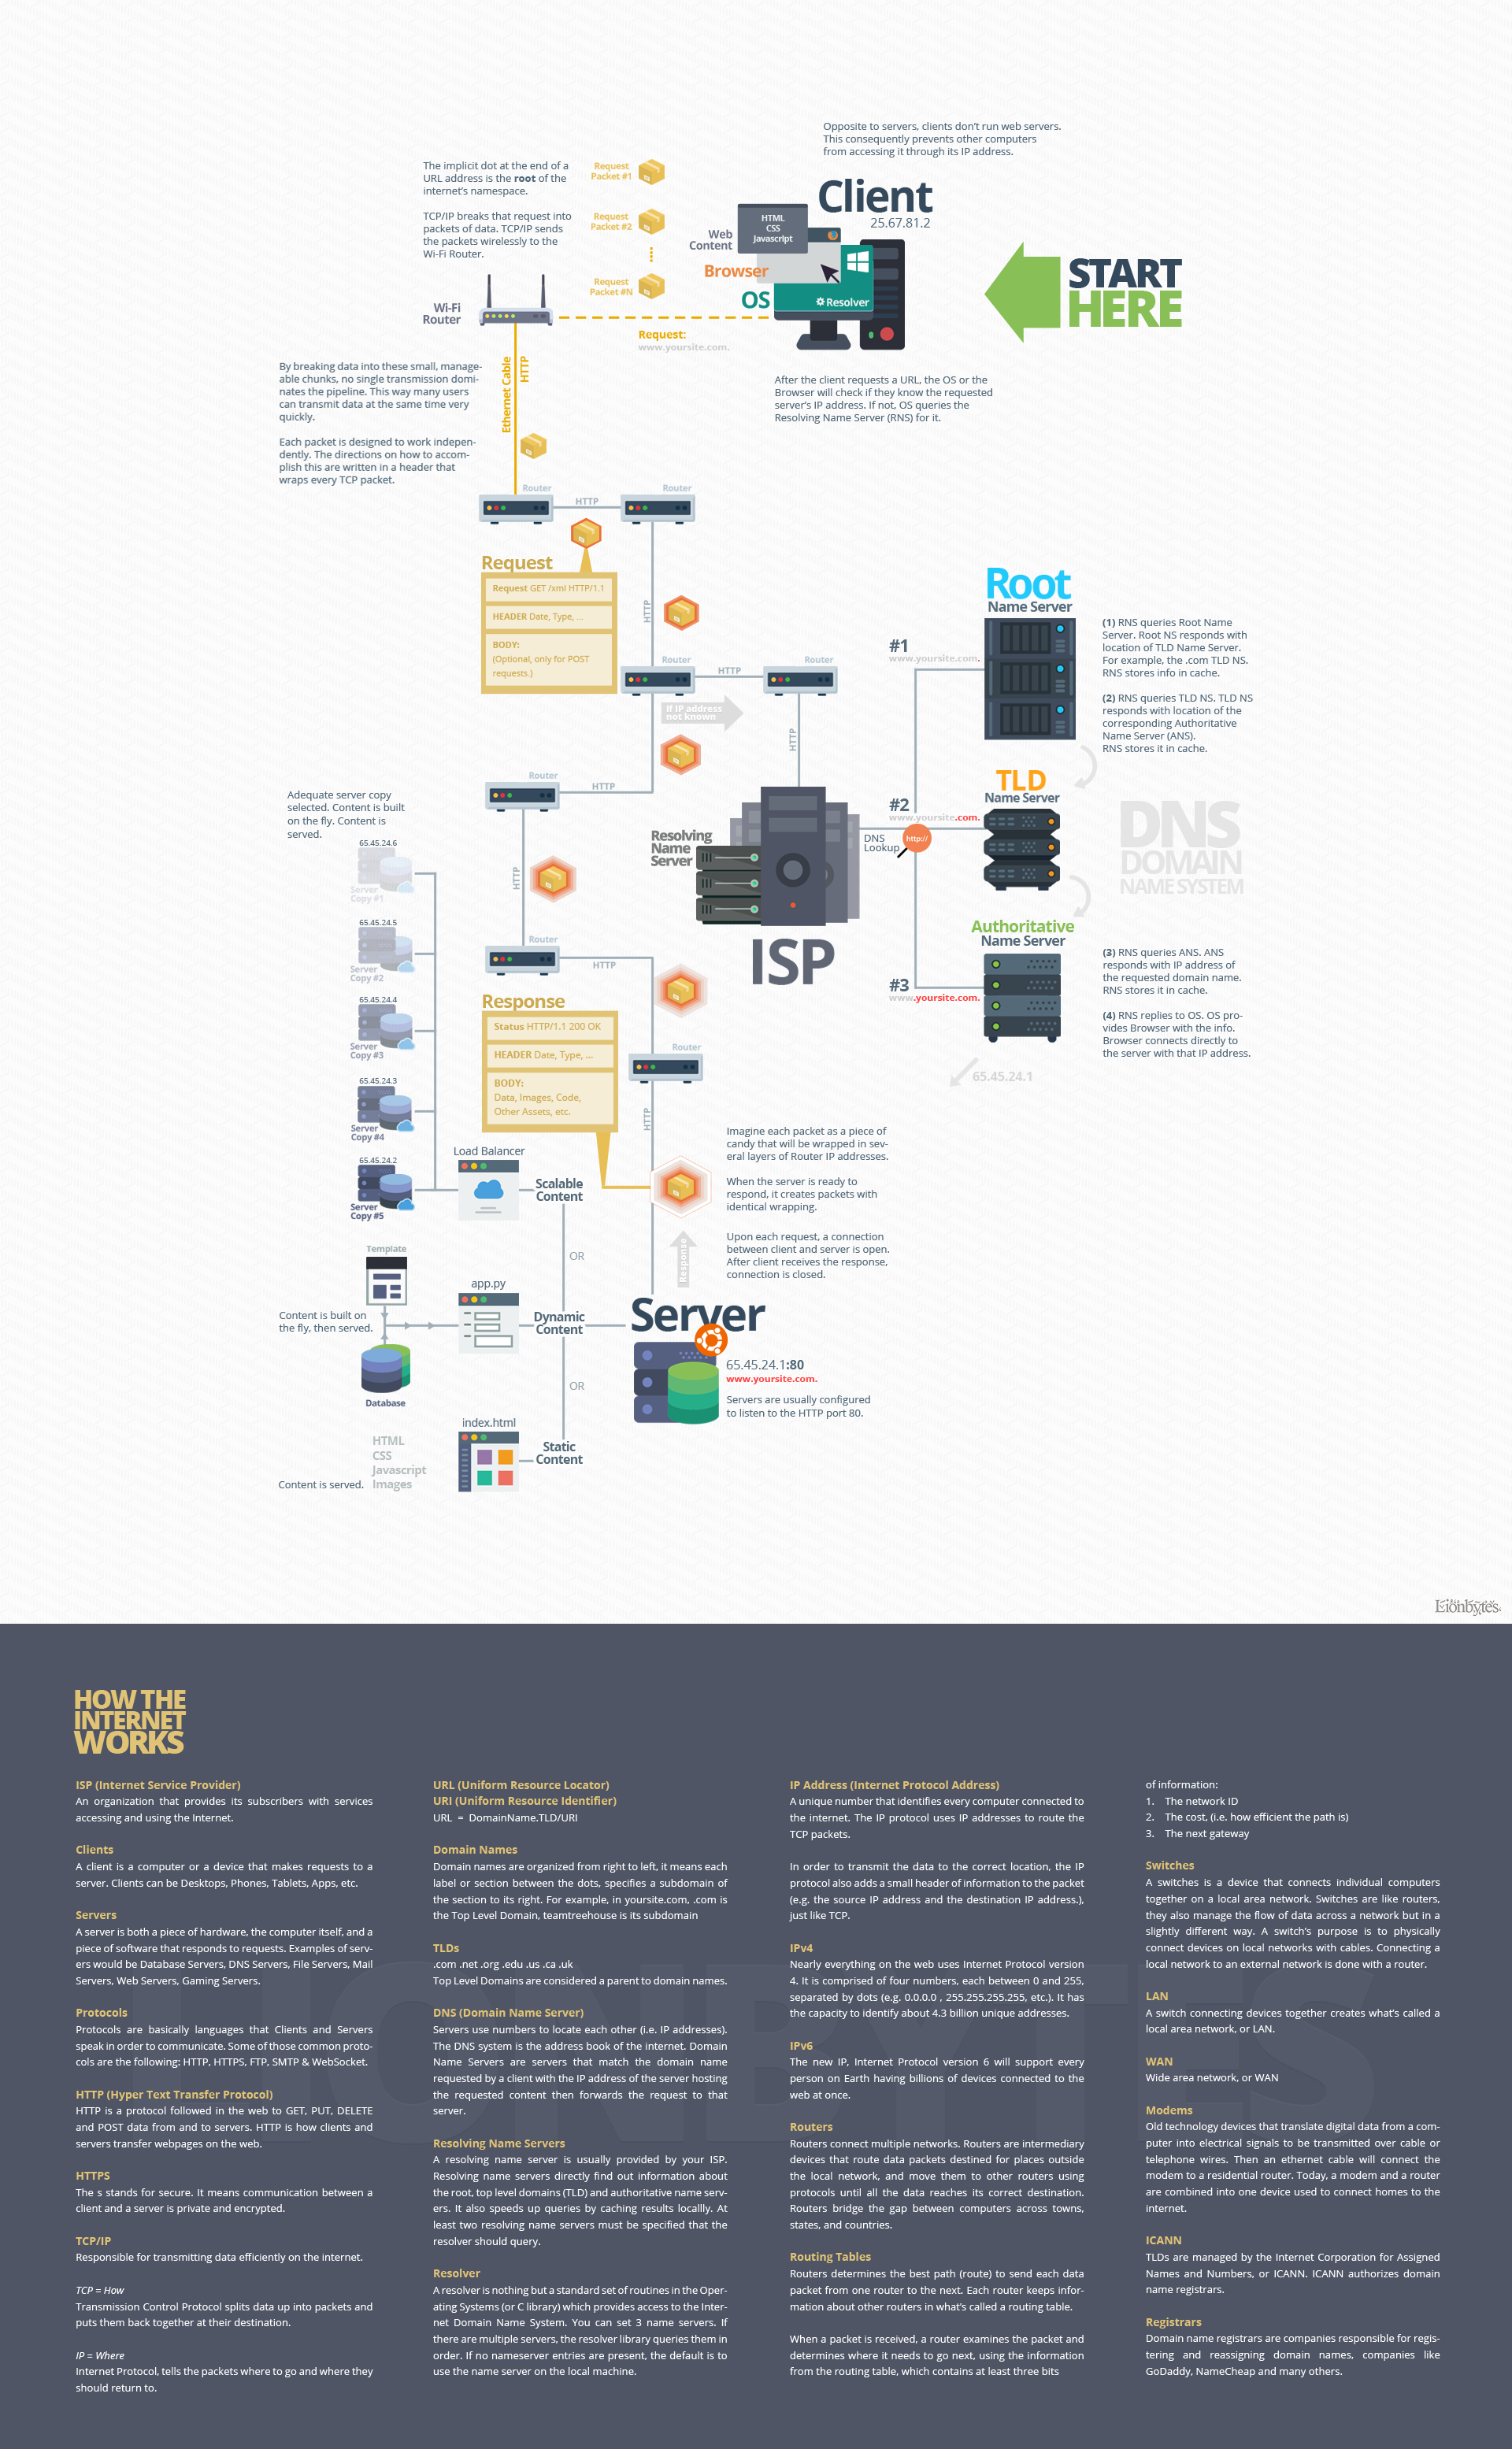 Opposite to servers, clients don't run web servers.
This consequently prevents other computers
from accessing it through its IP address.
Client
25.67.81.2
HTML
CSS
Javascript
Web
Content
Browser
OS
Resolver
START
HERE
The implicit dot at the end of a
URL address is the root of the
internet's namespace.
TCP/IP breaks that request into
packets of data. TCP/IP sends
the packets wirelessly to the
Wi-Fi Router.
Request
Packet #1
Request
Packet #2
Request
Packet #N
Wi-Fi
Router
Request:
www.yoursite.com.
After the client requests a URL, the OS or the
Browser will check if they know the requested
server's IP address. If not, OS queries the
Resolving Name Server (RNS) for it.
By breaking data into these small, manage-
able chunks, no single transmission domi-
nates the pipeline. This way many users
can transmit data at the same time very
quickly.
Each packet is designed to work indepen-
dently. The directions on how to accom-
plish this are written in a header that
wraps every TCP packet.
Ethernet Cable
HTTP
Router
HTTP
Router
Request
Request GET /xml HTTP/1.1
HEADER Date, Type, ...
BODY:
(Optional, only for POST
requests.)
HTTP
Router
HTTP
Router
If IP address
not known
HTTP
Router
HTTP
Root
Name Server
#1
www.yoursite.com.
(1) RNS queries Root Name
Server. Root NS responds with
location of TLD Name Server.
For example, the .com TLD NS.
RNS stores info in cache.
(2) RNS queries TLD NS. TLD NS
responds with location of the
corresponding Authoritative
Name Server (ANS).
RNS stores it in cache.
TLD
Name Server
#2
www.yoursite.com.
DNS
Lookup
http://
DNS
DOMAIN
NAME SYSTEM
Resolving
Name
Server
ISP
Authoritative
Name Server
#3
www.yoursite.com.
(3) RNS queries ANS. ANS
responds with IP address of
the requested domain name.
RNS stores it in cache.
(4) RNS replies to OS. OS pro-
vides Browser with the info.
Browser connects directly to
the server with that IP address.
65.45.24.1
Adequate server copy
selected. Content is built
on the fly. Content is
served.
65.45.24.6
Server
Copy #1
65.45.24.5
Server
Copy #2
65.45.24.4
Server
Copy #3
65.45.24.3
Server
Copy #4
65.45.24.2
Server
Copy #5
HTTP
Router
HTTP
Response
Status HTTP/1.1 200 OK
HEADER Date, Type, ...
BODY:
Data, Images, Code,
Other Assets, etc.
Router
HTTP
Imagine each packet as a piece of
candy that will be wrapped in sev-
eral layers of Router IP addresses.
When the server is ready to
respond, it creates packets with
identical wrapping.
Upon each request, a connection
between client and server is open.
After client receives the response,
connection is closed.
Response
Load Balancer
Scalable
Content
OR
Template
app.py
Content is built on
the fly, then served.
Dynamic
Content
Database
OR
Server
65.45.24.1:80
www.yoursite.com.
Servers are usually configured
to listen to the HTTP port 80.
index.html
HTML
CSS
Javascript
Images
Content is served.
Static
Content
Lionbytes
LIONBYTES
HOW THE
INTERNET
WORKS
ISP (Internet Service Provider)
An organization that provides its subscribers with services
accessing and using the Internet.
Clients
A client is a computer or a device that makes requests to a
server. Clients can be Desktops, Phones, Tablets, Apps, etc.
Servers
A server is both a piece of hardware, the computer itself, and a
piece of software that responds to requests. Examples of serv-
ers would be Database Servers, DNS Servers, File Servers, Mail
Servers, Web Servers, Gaming Servers.
Protocols
Protocols are basically languages that Clients and Servers
speak in order to communicate. Some of those common proto-
cols are the following: HTTP, HTTPS, FTP, SMTP & WebSocket.
HTTP (Hyper Text Transfer Protocol)
HTTP is a protocol followed in the web to GET, PUT, DELETE
and POST data from and to servers. HTTP is how clients and
servers transfer webpages on the web.
HTTPS
The s stands for secure. It means communication between a
client and a server is private and encrypted.
TCP/IP
Responsible for transmitting data efficiently on the internet.
TCP = How
Transmission Control Protocol splits data up into packets and
puts them back together at their destination.
IP = Where
Internet Protocol, tells the packets where to go and where they
should return to.
URL (Uniform Resource Locator)
URI (Uniform Resource Identifier)
URL = DomainName.TLD/URI
Domain Names
Domain names are organized from right to left, it means each
label or section between the dots, specifies a subdomain of
the section to its right. For example, in yoursite.com, .com is
the Top Level Domain, teamtreehouse is its subdomain
TLDs
.com .net .org .edu .us .ca .uk
Top Level Domains are considered a parent to domain names.
DNS (Domain Name Server)
Servers use numbers to locate each other (i.e. IP addresses).
The DNS system is the address book of the internet. Domain
Name Servers are servers that match the domain name
requested by a client with the IP address of the server hosting
the requested content then forwards the request to that
server.
Resolving Name Servers
A resolving name server is usually provided by your ISP.
Resolving name servers directly find out information about
the root, top level domains (TLD) and authoritative name serv-
ers. It also speeds up queries by caching results locallly. At
least two resolving name servers must be specified that the
resolver should query.
Resolver
A resolver is nothing but a standard set of routines in the Oper-
ating Systems (or C library) which provides access to the Inter-
net Domain Name System. You can set 3 name servers. If
there are multiple servers, the resolver library queries them in
order. If no nameserver entries are present, the default is to
use the name server on the local machine.
IP Address (Internet Protocol Address)
A unique number that identifies every computer connected to
the internet. The IP protocol uses IP addresses to route the
TCP packets.
In order to transmit the data to the correct location, the IP
protocol also adds a small header of information to the packet
(e.g. the source IP address and the destination IP address.),
just like TCP.
IPv4
Nearly everything on the web uses Internet Protocol version
4. It is comprised of four numbers, each between 0 and 255,
separated by dots (e.g. 0.0.0.0 , 255.255.255.255, etc.). It has
the capacity to identify about 4.3 billion unique addresses.
IPv6
The new IP, Internet Protocol version 6 will support every
person on Earth having billions of devices connected to the
web at once.
Routers
Routers connect multiple networks. Routers are intermediary
devices that route data packets destined for places outside
the local network, and move them to other routers using
protocols until all the data reaches its correct destination.
Routers bridge the gap between computers across towns,
states, and countries.
Routing Tables
Routers determines the best path (route) to send each data
packet from one router to the next. Each router keeps infor-
mation about other routers in what's called a routing table.
When a packet is received, a router examines the packet and
determines where it needs to go next, using the information
from the routing table, which contains at least three bits
of information:
1. The network ID
2. The cost, (i.e. how efficient the path is)
3. The next gateway
Switches
A switches is a device that connects individual computers
together on a local area network. Switches are like routers,
they also manage the flow of data across a network but in a
slightly different way. A switch's purpose is to physically
connect devices on local networks with cables. Connecting a
local network to an external network is done with a router.
LAN
A switch connecting devices together creates what's called a
local area network, or LAN.
WAN
Wide area network, or WAN
Modems
Old technology devices that translate digital data from a com-
puter into electrical signals to be transmitted over cable or
telephone wires. Then an ethernet cable will connect the
modem to a residential router. Today, a modem and a router
are combined into one device used to connect homes to the
internet.
ICANN
TLDs are managed by the Internet Corporation for Assigned
Names and Numbers, or ICANN. ICANN authorizes domain
name registrars.
Registrars
Domain name registrars are companies responsible for regis-
tering and reassigning domain names, companies like
GoDaddy, NameCheap and many others.